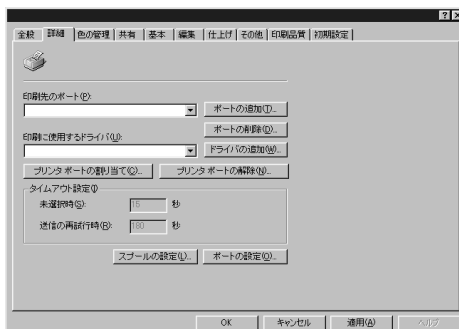 全般 詳細 色の管理 共有 基本 編集 仕上げ その他 印刷品質 初期設定
印刷先のポート(P):
ポートの追加(T)...
ポートの削除(D)...
印刷に使用するドライバ(U):
ドライバの追加(W)...
プリンタ ポートの割り当て(C)... プリンタ ポートの解除(N)...
タイムアウト設定
未選択時(S): 15 秒
送信の再試行時(R): 180 秒
スプールの設定(L)... ポートの設定(O)...
OK キャンセル 適用(A) ヘルプ